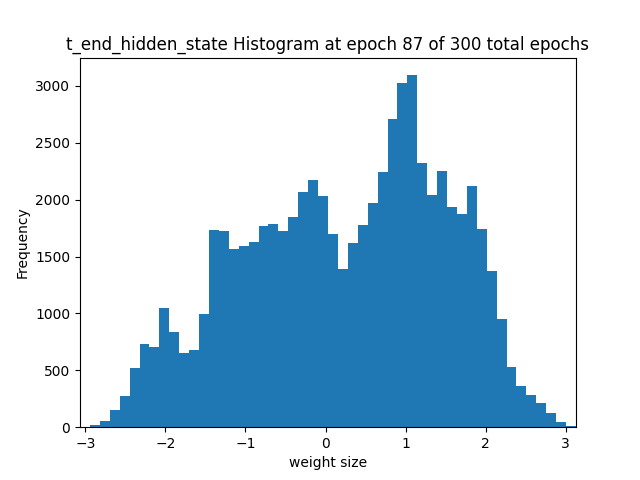 t_end_hidden_state Histogram at epoch 87 of 300 total epochs
3000
2500
2000
1500
1000
500
0
Frequency
−3 −2 −1 0 1 2 3
weight size